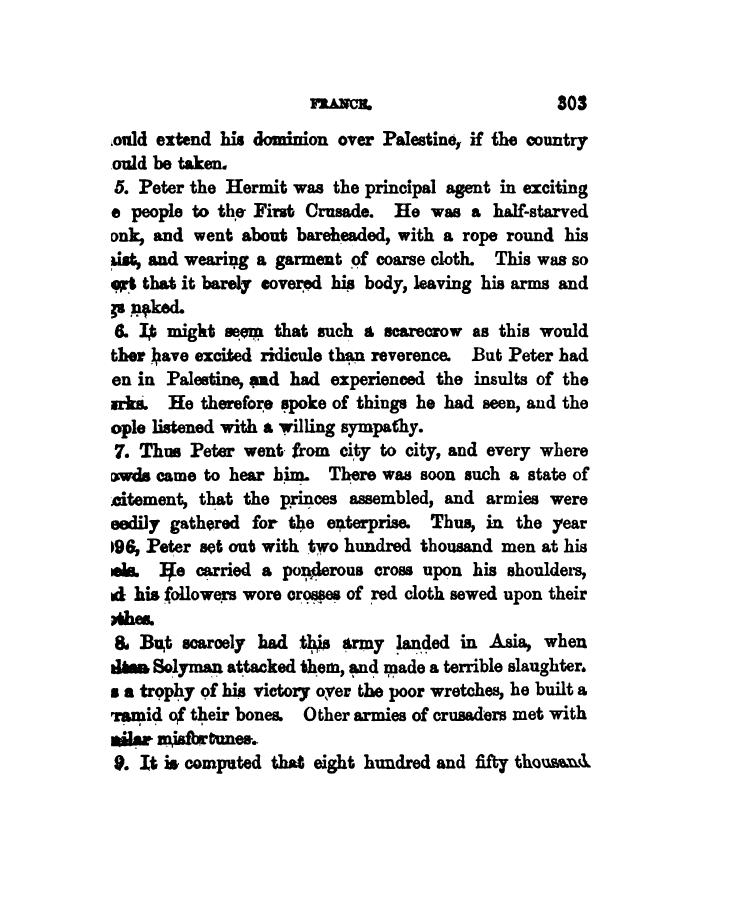 FRANCE. 303
ould extend his dominion over Palestine, if the country
ould be taken.
5. Peter the Hermit was the principal agent in exciting
e people to the First Crusade. He was a half-starved
onk, and went about bareheaded, with a rope round his
aist, and wearing a garment of coarse cloth. This was so
ort that it barely covered his body, leaving his arms and
gs naked.
6. It might seem that such a scarecrow as this would
ther have excited ridicule than reverence. But Peter had
en in Palestine, and had experienced the insults of the
urks. He therefore spoke of things he had seen, and the
ople listened with a willing sympathy.
7. Thus Peter went from city to city, and every where
owds came to hear him. There was soon such a state of
citement, that the princes assembled, and armies were
eedily gathered for the enterprise. Thus, in the year
096, Peter set out with two hundred thousand men at his
eels. He carried a ponderous cross upon his shoulders,
d his followers wore crosses of red cloth sewed upon their
othes.
8. But scarcely had this army landed in Asia, when
ultan Solyman attacked them, and made a terrible slaughter.
s a trophy of his victory over the poor wretches, he built a
ramid of their bones. Other armies of crusaders met with
milar misfortunes.
9. It is computed that eight hundred and fifty thousand